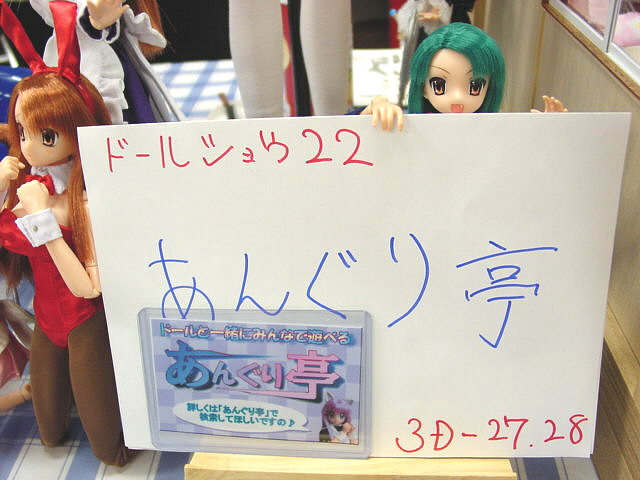 ドールショウ22
あんぐり亭
ドールと一緒にみんなで遊べる
あんぐり亭
詳しくは「あんぐり亭」で
検索してほしいですの♪
3D-27.28